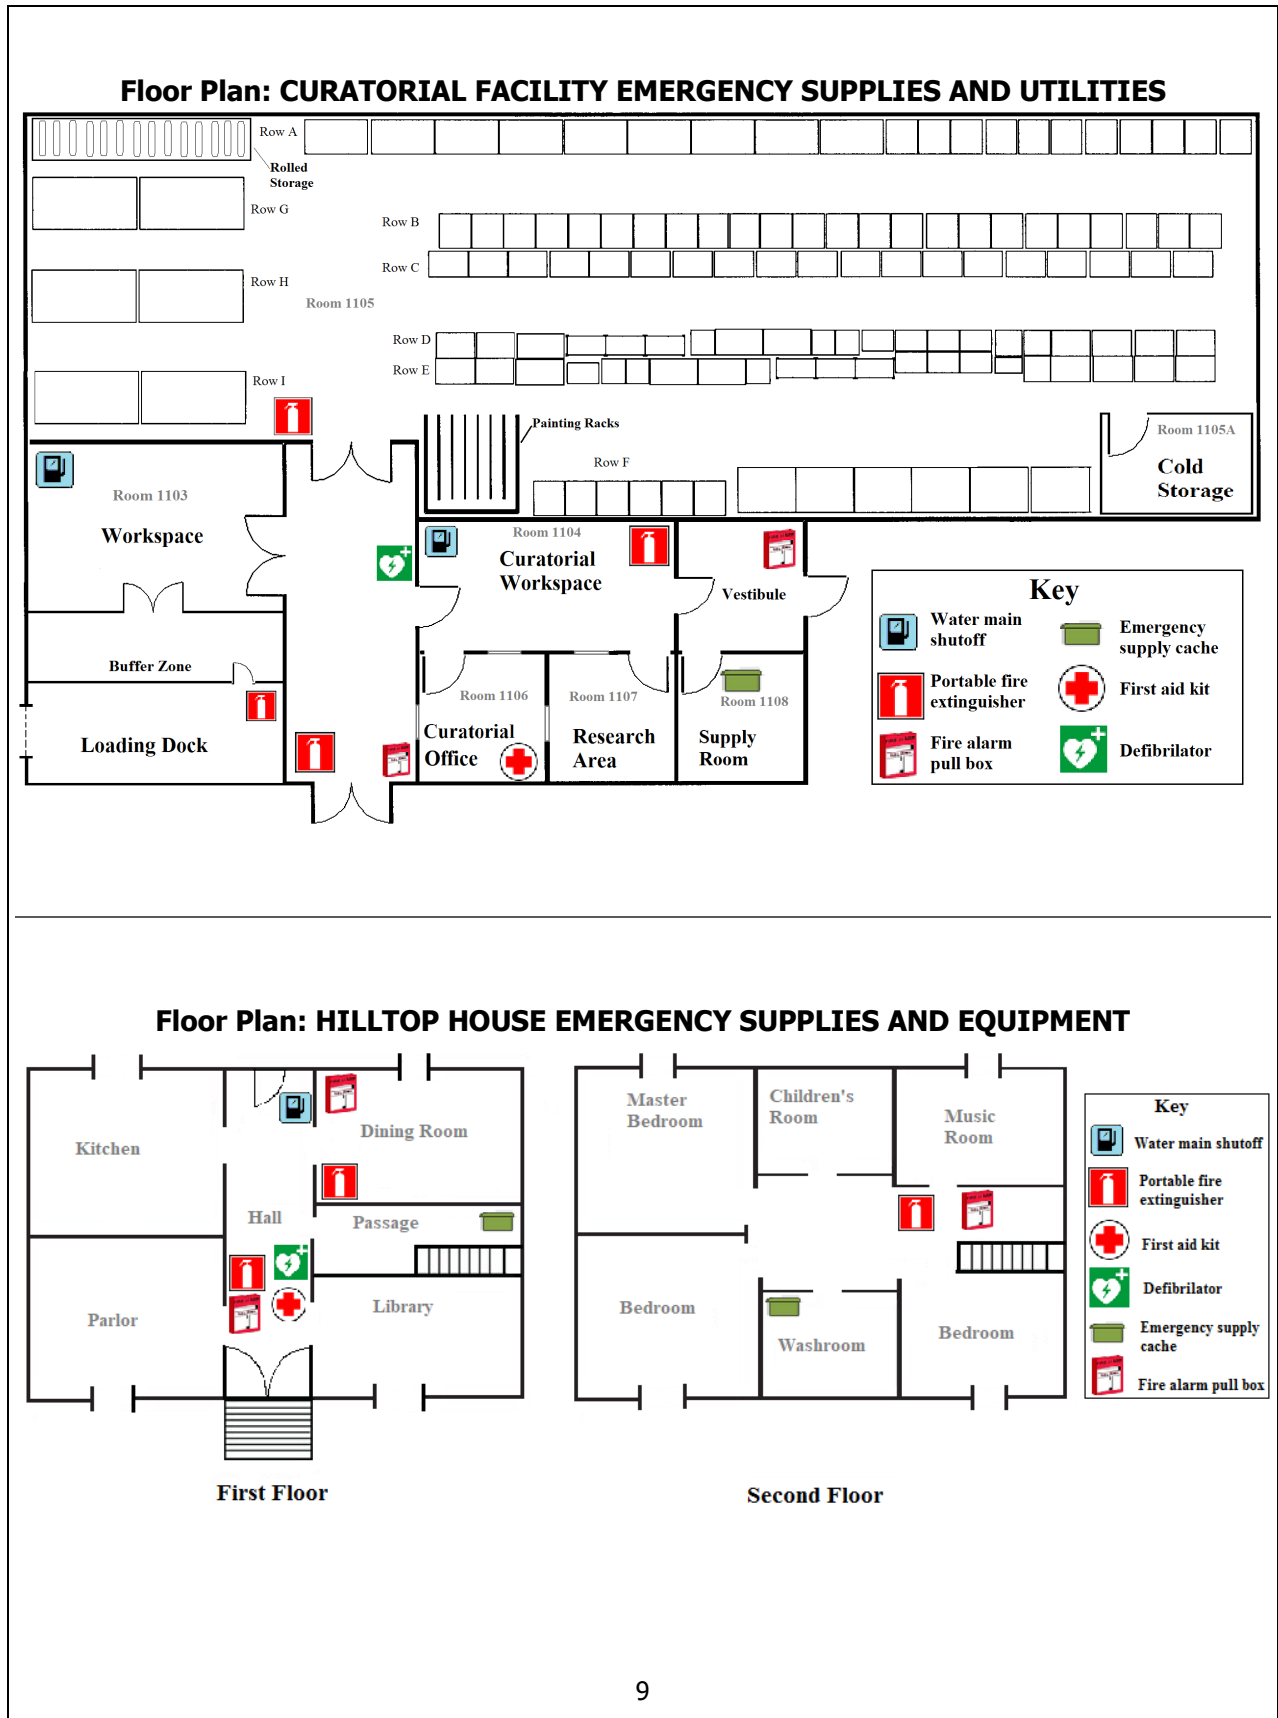 Floor Plan: CURATORIAL FACILITY EMERGENCY SUPPLIES AND UTILITIES
Row A
Rolled
Storage
Row G
Row B
Row C
Row H
Room 1105
Row D
Row E
Row I
Painting Racks
Row F
Room 1105A
Cold
Storage
Room 1103
Workspace
Room 1104
Curatorial
Workspace
Vestibule
Buffer Zone
Loading Dock
Room 1106
Curatorial
Office
Room 1107
Research
Area
Room 1108
Supply
Room
Key
Water main
shutoff
Emergency
supply cache
Portable fire
extinguisher
First aid kit
Fire alarm
pull box
Defibrilator
Floor Plan: HILLTOP HOUSE EMERGENCY SUPPLIES AND EQUIPMENT
Kitchen
Dining Room
Hall
Passage
Parlor
Library
First Floor
Master
Bedroom
Children's
Room
Music
Room
Bedroom
Washroom
Bedroom
Second Floor
Key
Water main shutoff
Portable fire
extinguisher
First aid kit
Defibrilator
Emergency supply
cache
Fire alarm pull box
9